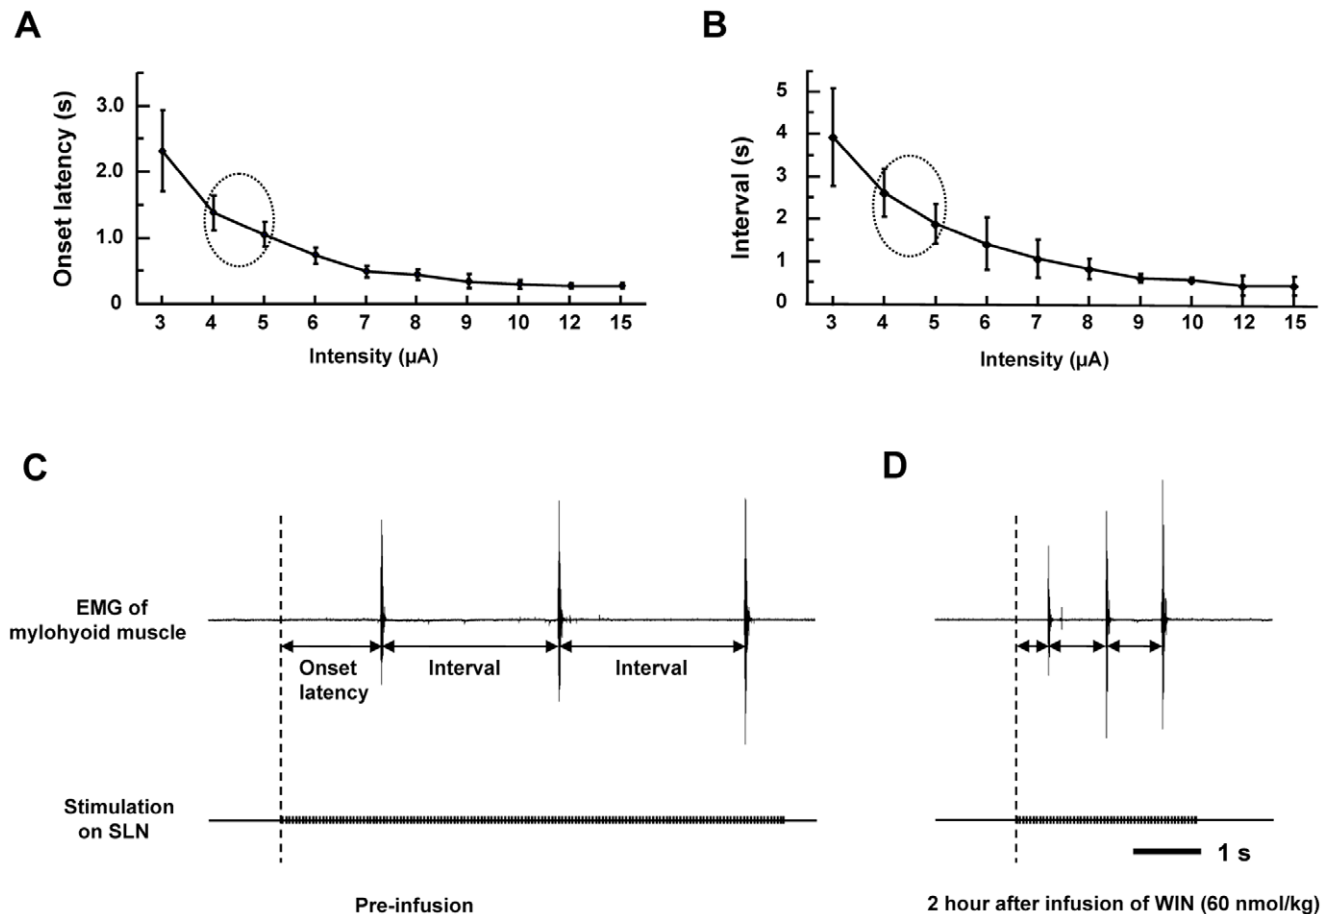 A
Onset latency (s)
3.0
2.0
1.0
0
3 4 5 6 7 8 9 10 12 15
Intensity (μA)
B
Interval (s)
5
4
3
2
1
0
3 4 5 6 7 8 9 10 12 15
Intensity (μA)
C
EMG of
mylohyoid muscle
Onset
latency
Interval
Interval
Stimulation
on SLN
Pre-infusion
D
1 s
2 hour after infusion of WIN (60 nmol/kg)